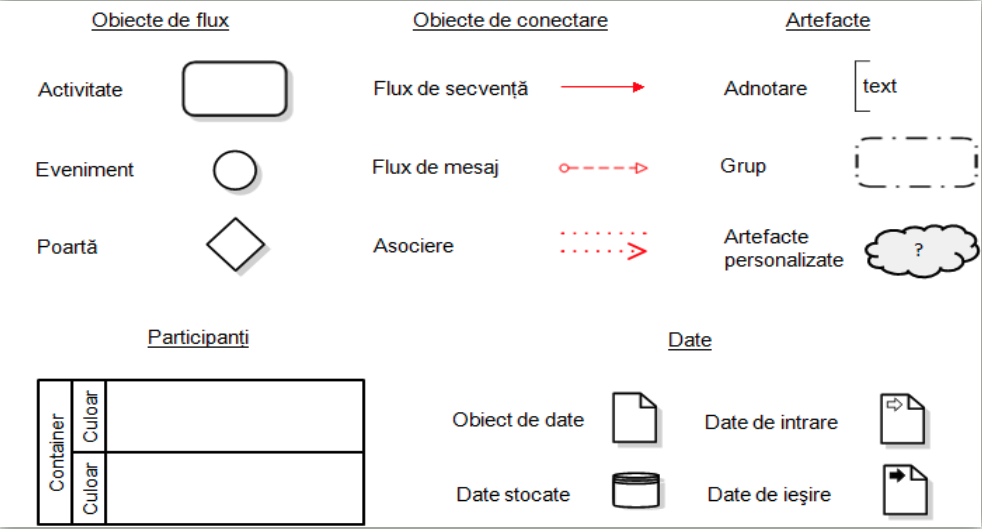 Obiecte de flux
Obiecte de conectare
Artefacte
Activitate
Flux de secvență
Adnotare
text
Eveniment
Flux de mesaj
Grup
Poartă
Asociere
Artefacte
personalizate
?
Participanți
Date
Container
Culoar
Culoar
Obiect de date
Date de intrare
Date stocate
Date de ieşire